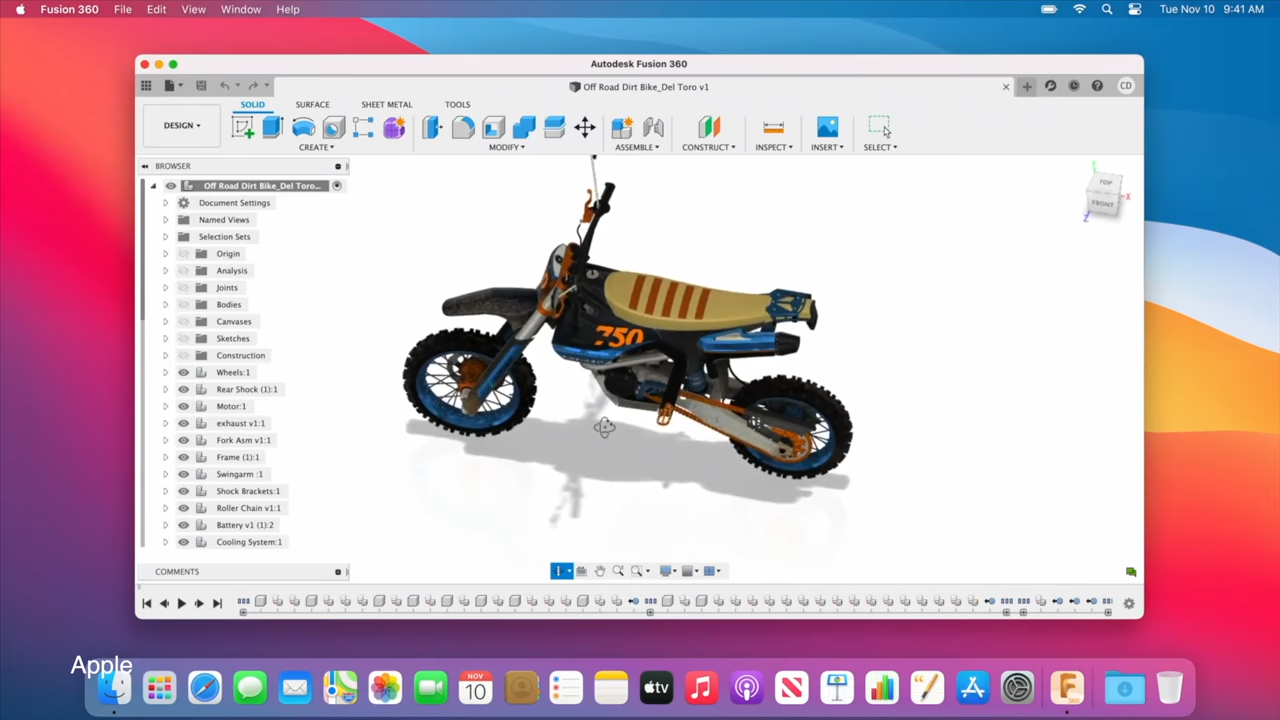 Fusion 360 File Edit View Window Help Tue Nov 10 9:41 AM
Autodesk Fusion 360
Off Road Dirt Bike_Del Toro v1
CD
SOLID SURFACE SHEET METAL TOOLS
DESIGN
CREATE MODIFY ASSEMBLE CONSTRUCT INSPECT INSERT SELECT
BROWSER
Off Road Dirt Bike_Del Toro...
Document Settings
Named Views
Selection Sets
Origin
Analysis
Joints
Bodies
Canvases
Sketches
Construction
Wheels:1
Rear Shock (1):1
Motor:1
exhaust v1:1
Fork Asm v1:1
Frame (1):1
Swingarm :1
Shock Brackets:1
Roller Chain v1:1
Battery v1 (1):2
Cooling System:1
TOP
FRONT
X
Z
750
COMMENTS
Apple
NOV
10
tv
F
360